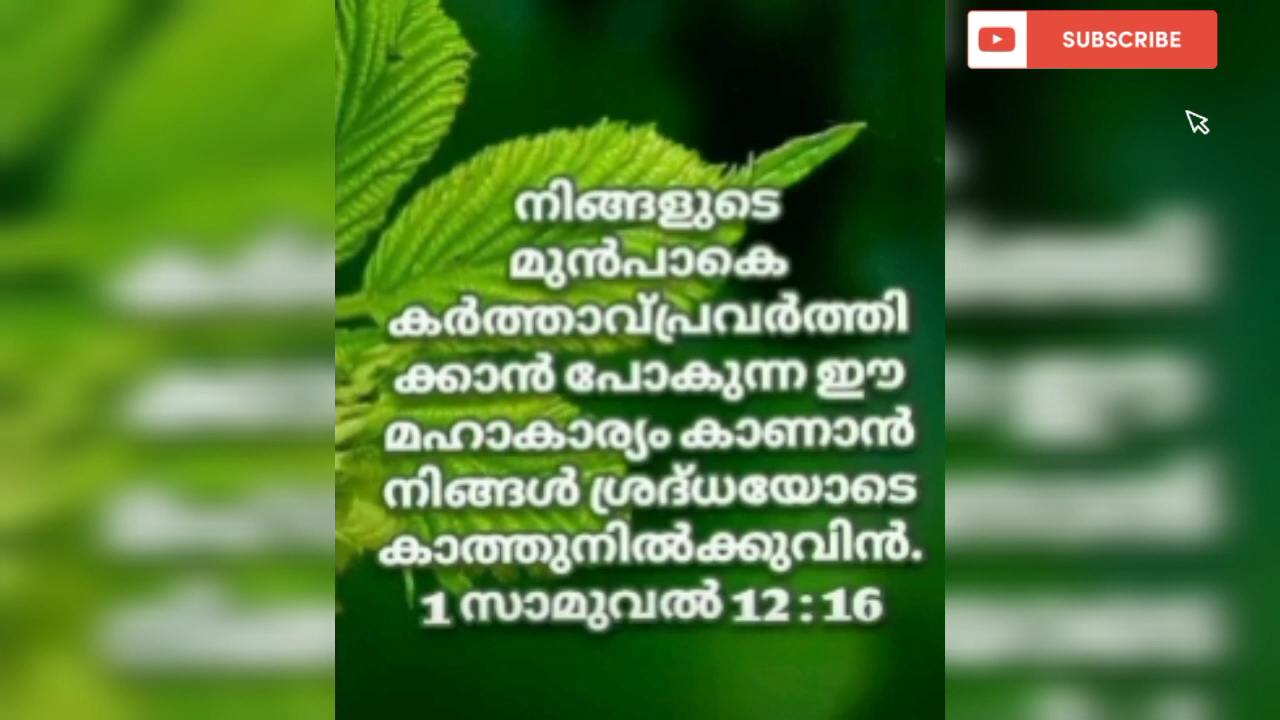 SUBSCRIBE
നിങ്ങളുടെ
മുൻപാകെ
കർത്താവ്പ്രവർത്തി
ക്കാൻ പോകുന്ന ഈ
മഹാകാര്യം കാണാൻ
നിങ്ങൾ ശ്രദ്ധയോടെ
കാത്തുനിൽക്കുവിൻ.
1 സാമുവൽ 12 : 16